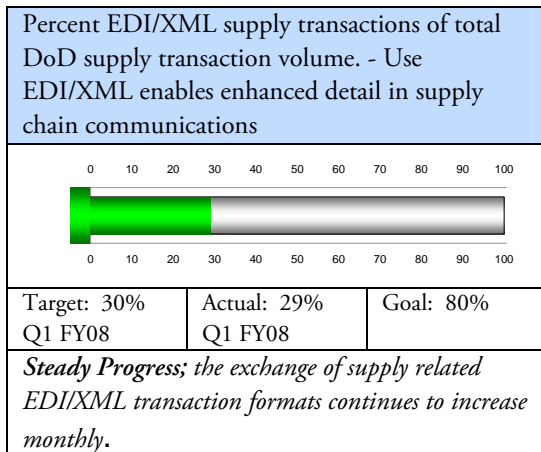 Percent EDI/XML supply transactions of total
DoD supply transaction volume. - Use
EDI/XML enables enhanced detail in supply
chain communications
0 10 20 30 40 50 60 70 80 90 100
0 10 20 30 40 50 60 70 80 90 100
Target: 30%
Q1 FY08
Actual: 29%
Q1 FY08
Goal: 80%
Steady Progress; the exchange of supply related
EDI/XML transaction formats continues to increase
monthly.